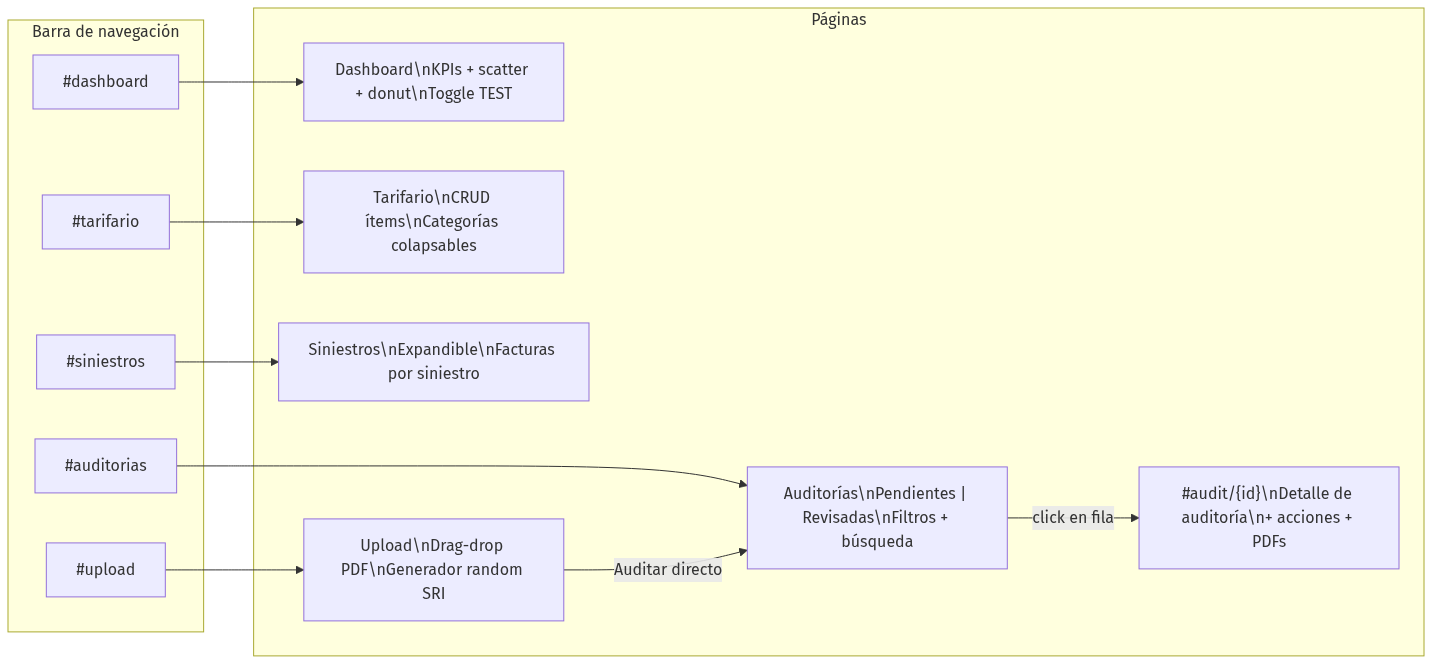 Barra de navegación
#dashboard
#tarifario
#siniestros
#auditorias
#upload
Páginas
Dashboard\nKPIs + scatter
+ donut\nToggle TEST
Tarifario\nCRUD
ítems\nCategorías
colapsables
Siniestros\nExpandible\nFacturas
por siniestro
Upload\nDrag-drop
PDF\nGenerador random
SRI
Auditar directo
Auditorías\nPendientes |
Revisadas\nFiltros +
búsqueda
click en fila
#audit/{id}\nDetalle de
auditoría\n+ acciones +
PDFs